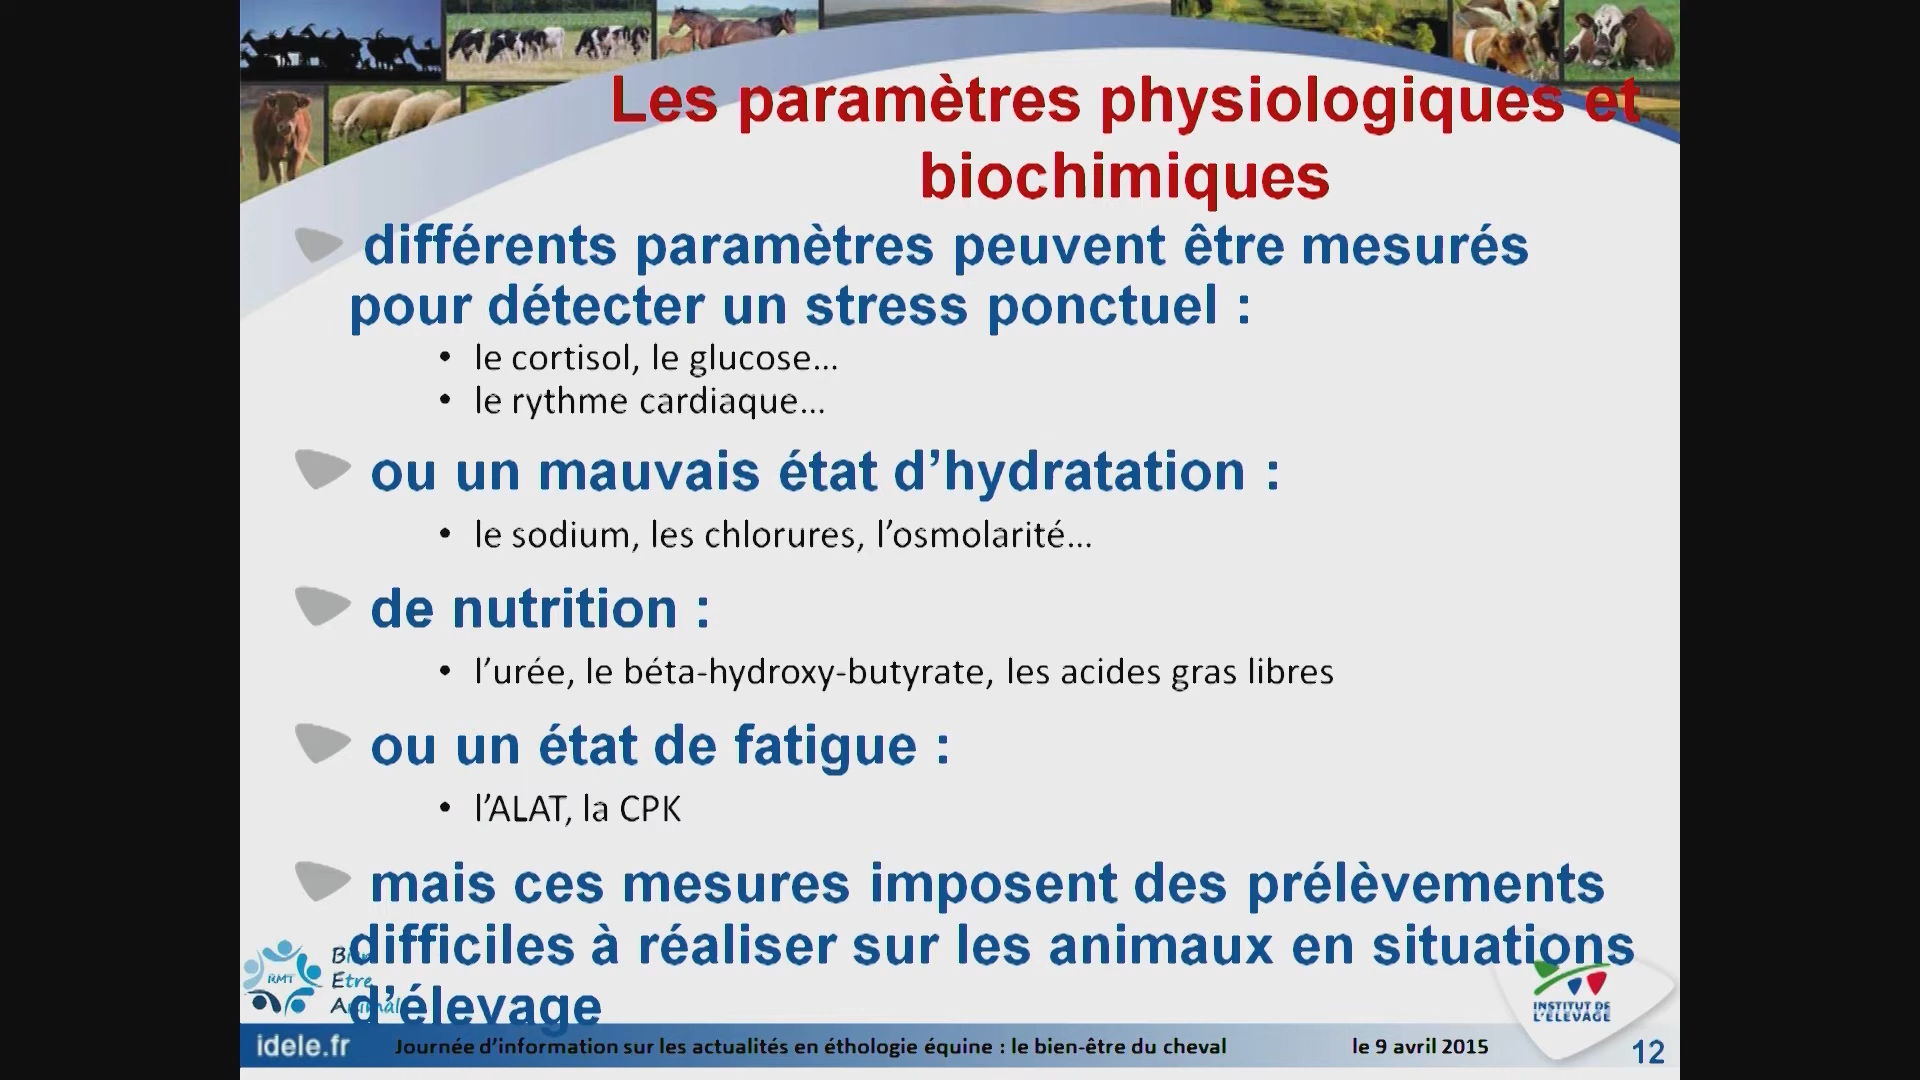 Les paramètres physiologiques et
biochimiques
différents paramètres peuvent être mesurés
pour détecter un stress ponctuel :
• le cortisol, le glucose…
• le rythme cardiaque…
ou un mauvais état d’hydratation :
• le sodium, les chlorures, l’osmolarité…
de nutrition :
• l’urée, le béta-hydroxy-butyrate, les acides gras libres
ou un état de fatigue :
• l’ALAT, la CPK
mais ces mesures imposent des prélèvements
difficiles à réaliser sur les animaux en situations
d’élevage
RMT
Bien
Etre
Animal
INSTITUT DE
L’ELEVAGE
idele.fr
Journée d’information sur les actualités en éthologie équine : le bien-être du cheval
le 9 avril 2015
12